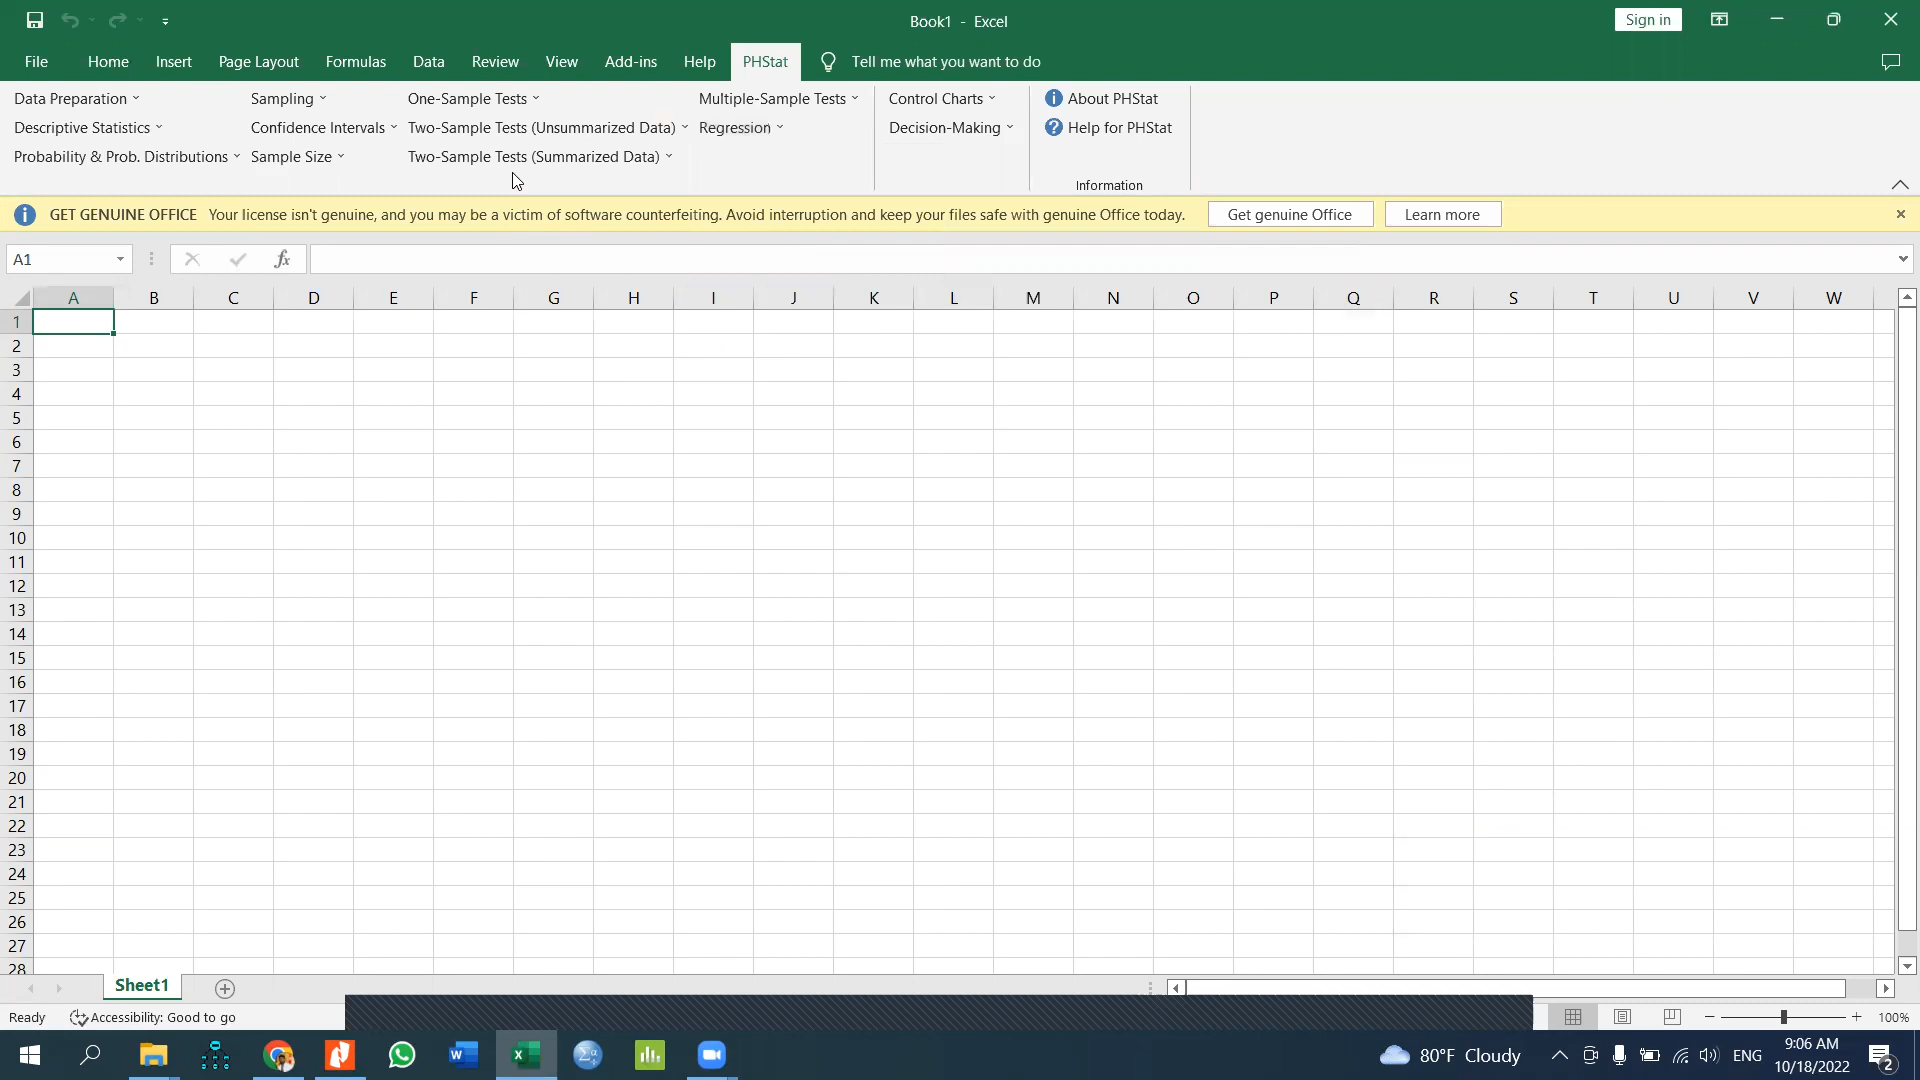 Book1 - Excel
Sign in
File Home Insert Page Layout Formulas Data Review View Add-ins Help PHStat Tell me what you want to do
Data Preparation Sampling One-Sample Tests Multiple-Sample Tests Control Charts About PHStat
Descriptive Statistics Confidence Intervals Two-Sample Tests (Unsummarized Data) Regression Decision-Making Help for PHStat
Probability & Prob. Distributions Sample Size Two-Sample Tests (Summarized Data)
Information
GET GENUINE OFFICE Your license isn't genuine, and you may be a victim of software counterfeiting. Avoid interruption and keep your files safe with genuine Office today. Get genuine Office Learn more
A1 fx
A B C D E F G H I J K L M N O P Q R S T U V W
1
2
3
4
5
6
7
8
9
10
11
12
13
14
15
16
17
18
19
20
21
22
23
24
25
26
27
28
Sheet1
Ready Accessibility: Good to go 100%
80°F Cloudy ENG 9:06 AM
10/18/2022 2